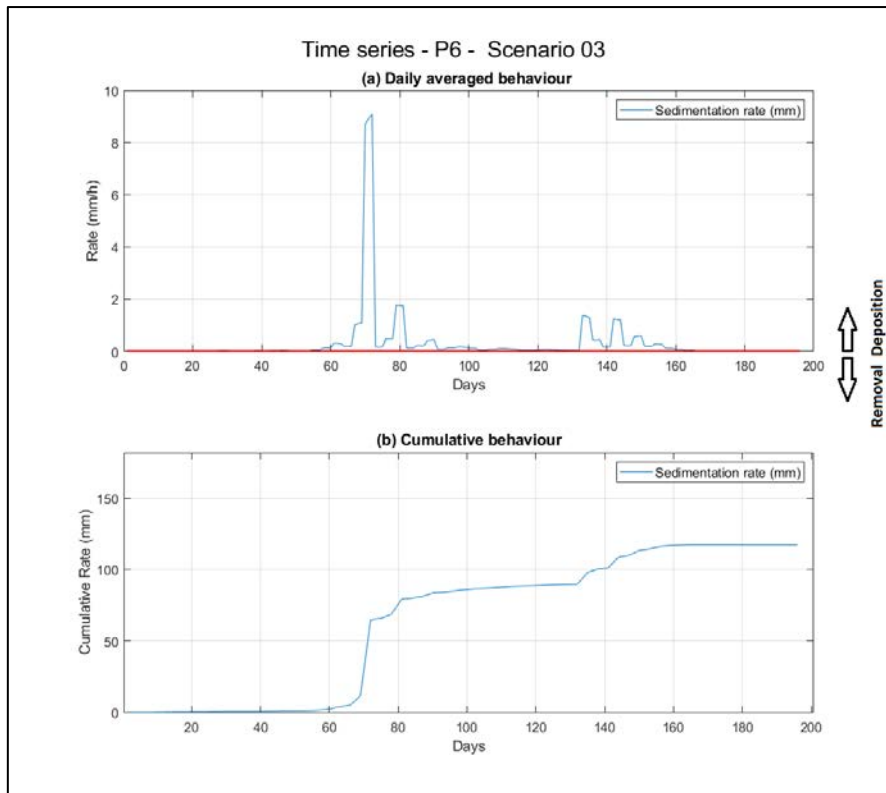 Time series - P6 - Scenario 03
(a) Daily averaged behaviour
Sedimentation rate (mm)
10
8
6
4
2
0
Rate (mm/h)
0 20 40 60 80 100 120 140 160 180 200
Days
Removal Deposition
(b) Cumulative behaviour
Sedimentation rate (mm)
150
100
50
0
Cumulative Rate (mm)
20 40 60 80 100 120 140 160 180 200
Days